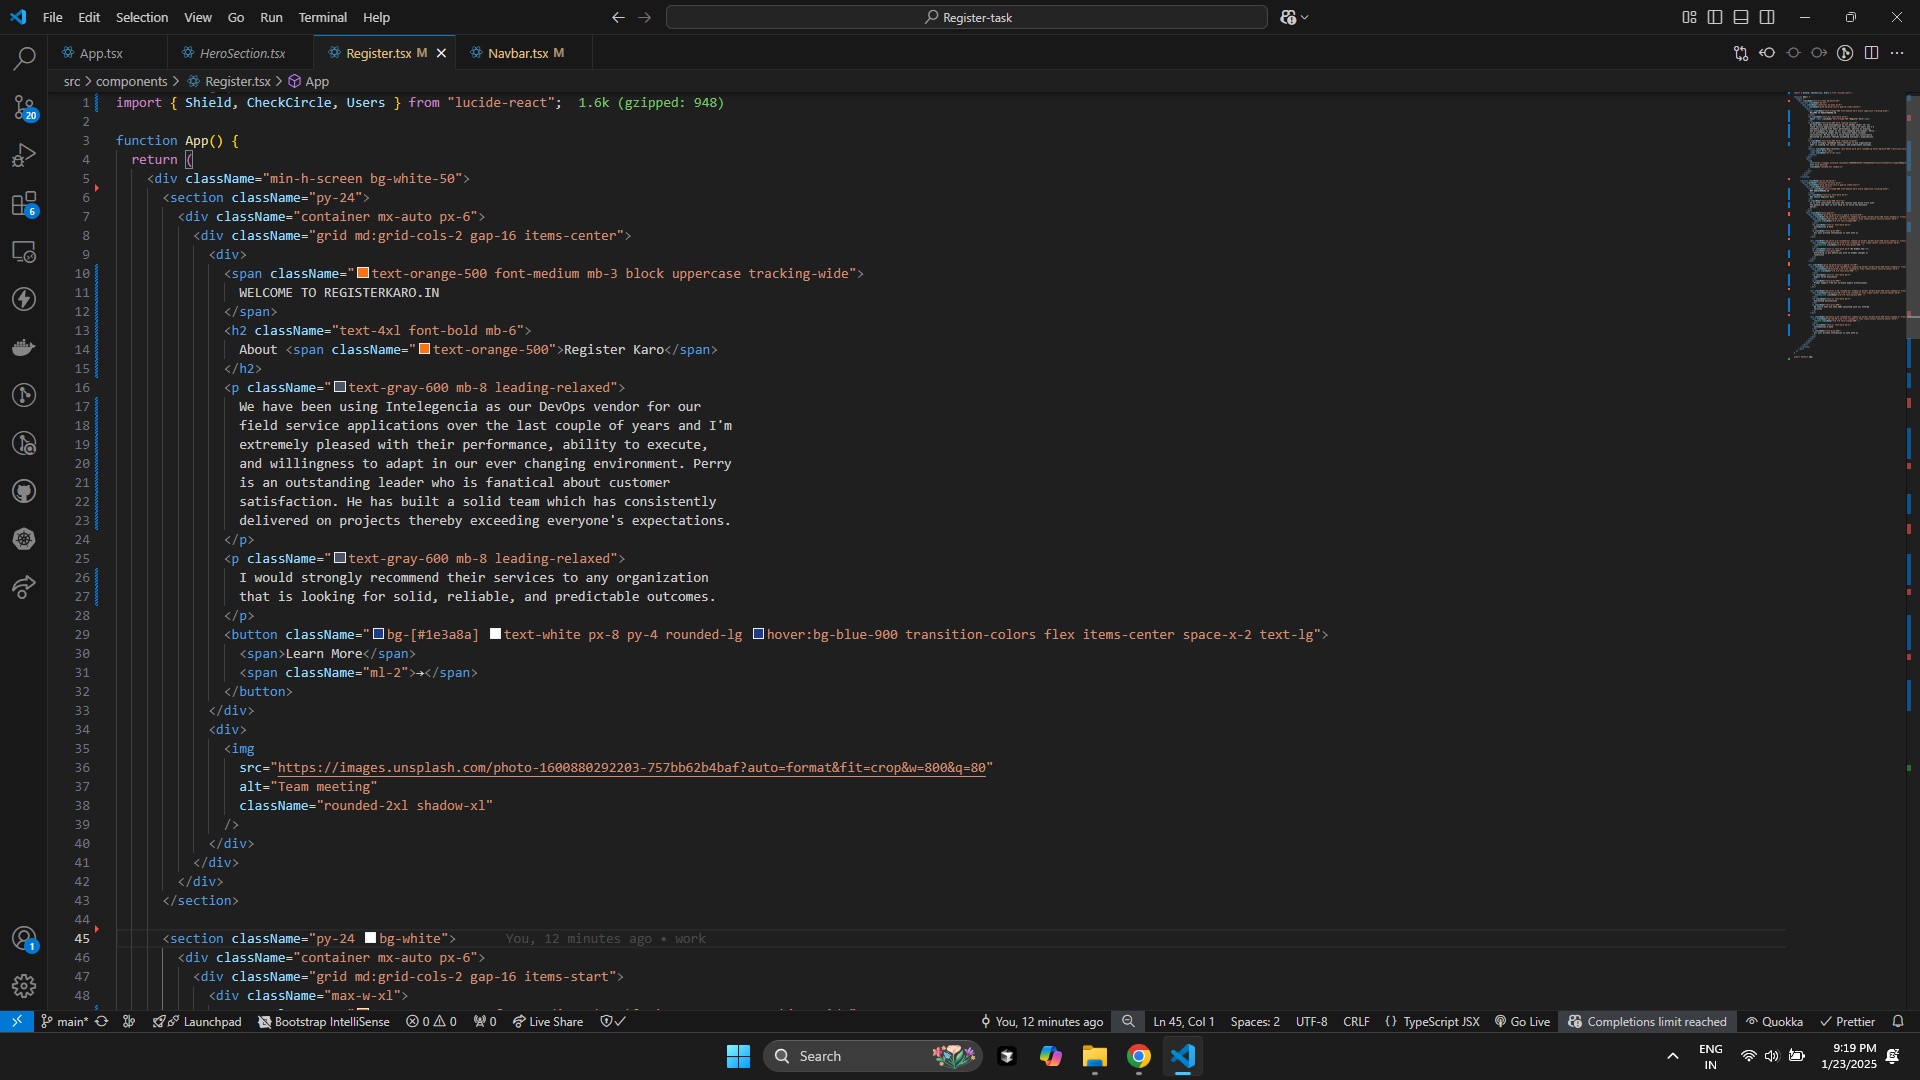 File Edit Selection View Go Run Terminal Help
Register-task
App.tsx HeroSection.tsx Register.tsx M Navbar.tsx M
src > components > Register.tsx > App
1 import { Shield, CheckCircle, Users } from "lucide-react"; 1.6k (gzipped: 948)
2
3 function App() {
4 return (
5 <div className="min-h-screen bg-white-50">
6 <section className="py-24">
7 <div className="container mx-auto px-6">
8 <div className="grid md:grid-cols-2 gap-16 items-center">
9 <div>
10 <span className="text-orange-500 font-medium mb-3 block uppercase tracking-wide">
11 WELCOME TO REGISTERKARO.IN
12 </span>
13 <h2 className="text-4xl font-bold mb-6">
14 About <span className="text-orange-500">Register Karo</span>
15 </h2>
16 <p className="text-gray-600 mb-8 leading-relaxed">
17 We have been using Intelegencia as our DevOps vendor for our
18 field service applications over the last couple of years and I'm
19 extremely pleased with their performance, ability to execute,
20 and willingness to adapt in our ever changing environment. Perry
21 is an outstanding leader who is fanatical about customer
22 satisfaction. He has built a solid team which has consistently
23 delivered on projects thereby exceeding everyone's expectations.
24 </p>
25 <p className="text-gray-600 mb-8 leading-relaxed">
26 I would strongly recommend their services to any organization
27 that is looking for solid, reliable, and predictable outcomes.
28 </p>
29 <button className="bg-[#1e3a8a] text-white px-8 py-4 rounded-lg hover:bg-blue-900 transition-colors flex items-center space-x-2 text-lg">
30 <span>Learn More</span>
31 <span className="ml-2">→</span>
32 </button>
33 </div>
34 <div>
35 <img
36 src="https://images.unsplash.com/photo-1600880292203-757bb62b4baf?auto=format&fit=crop&w=800&q=80"
37 alt="Team meeting"
38 className="rounded-2xl shadow-xl"
39 />
40 </div>
41 </div>
42 </div>
43 </section>
44
45 <section className="py-24 bg-white"> You, 12 minutes ago • work
46 <div className="container mx-auto px-6">
47 <div className="grid md:grid-cols-2 gap-16 items-start">
48 <div className="max-w-xl">
20
6
1
main* Launchpad Bootstrap IntelliSense 0 0 0 Live Share You, 12 minutes ago Ln 45, Col 1 Spaces: 2 UTF-8 CRLF {} TypeScript JSX Go Live Completions limit reached Quokka Prettier
Search
ENG
IN
9:19 PM
1/23/2025